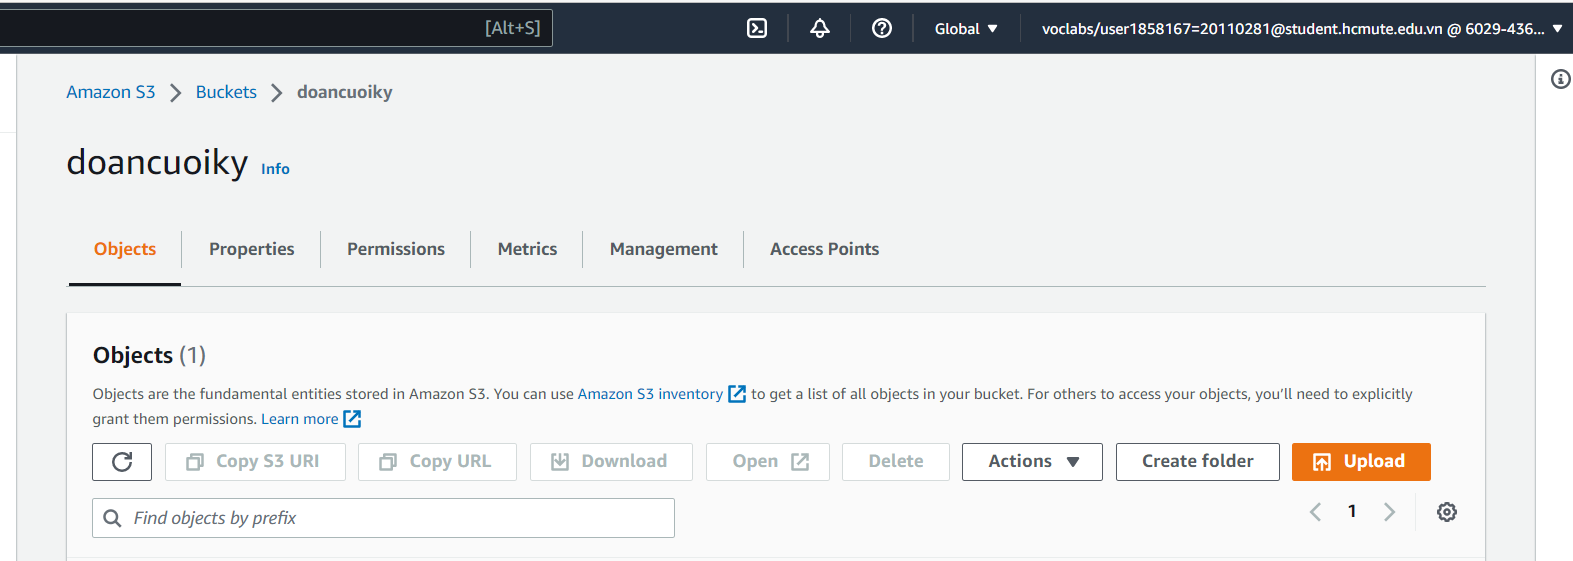 [Alt+S] Global voclabs/user1858167=20110281@student.hcmute.edu.vn @ 6029-436...
Amazon S3 Buckets doancuoiky
doancuoiky Info
Objects Properties Permissions Metrics Management Access Points
Objects (1)
Objects are the fundamental entities stored in Amazon S3. You can use Amazon S3 inventory to get a list of all objects in your bucket. For others to access your objects, you'll need to explicitly
grant them permissions. Learn more
Copy S3 URI Copy URL Download Open Delete Actions Create folder Upload
Find objects by prefix 1